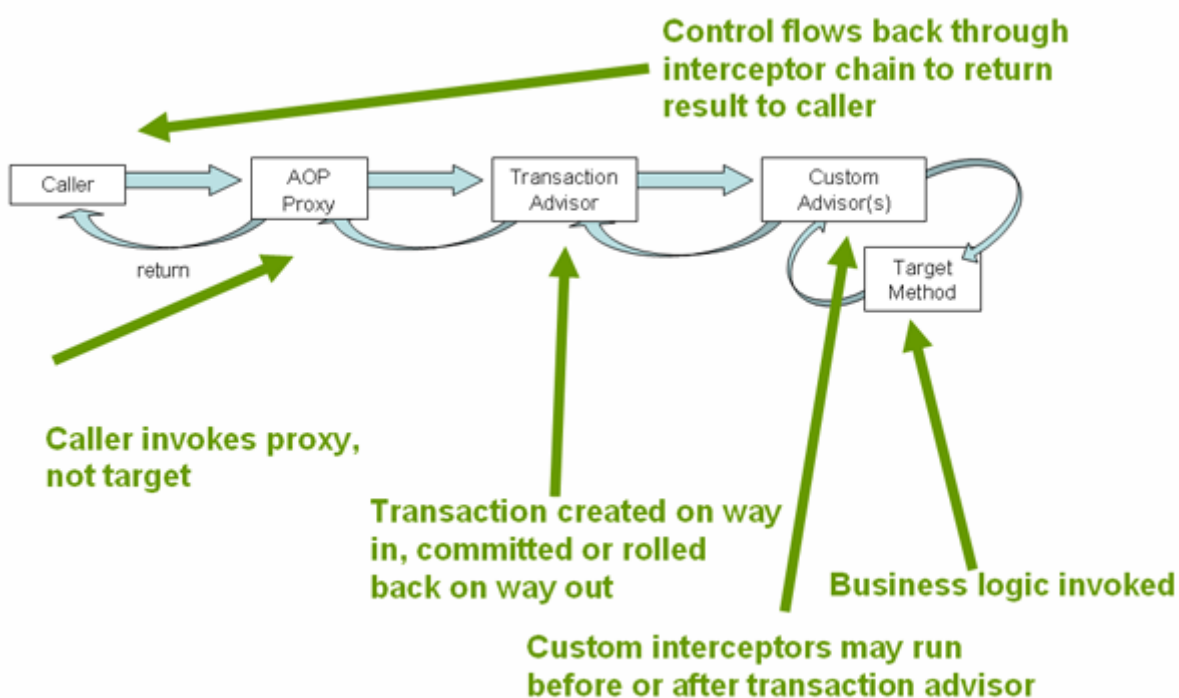 Control flows back through
interceptor chain to return
result to caller
Caller
AOP
Proxy
Transaction
Advisor
Custom
Advisor(s)
return
Target
Method
Caller invokes proxy,
not target
Transaction created on way
in, committed or rolled
back on way out
Business logic invoked
Custom interceptors may run
before or after transaction advisor